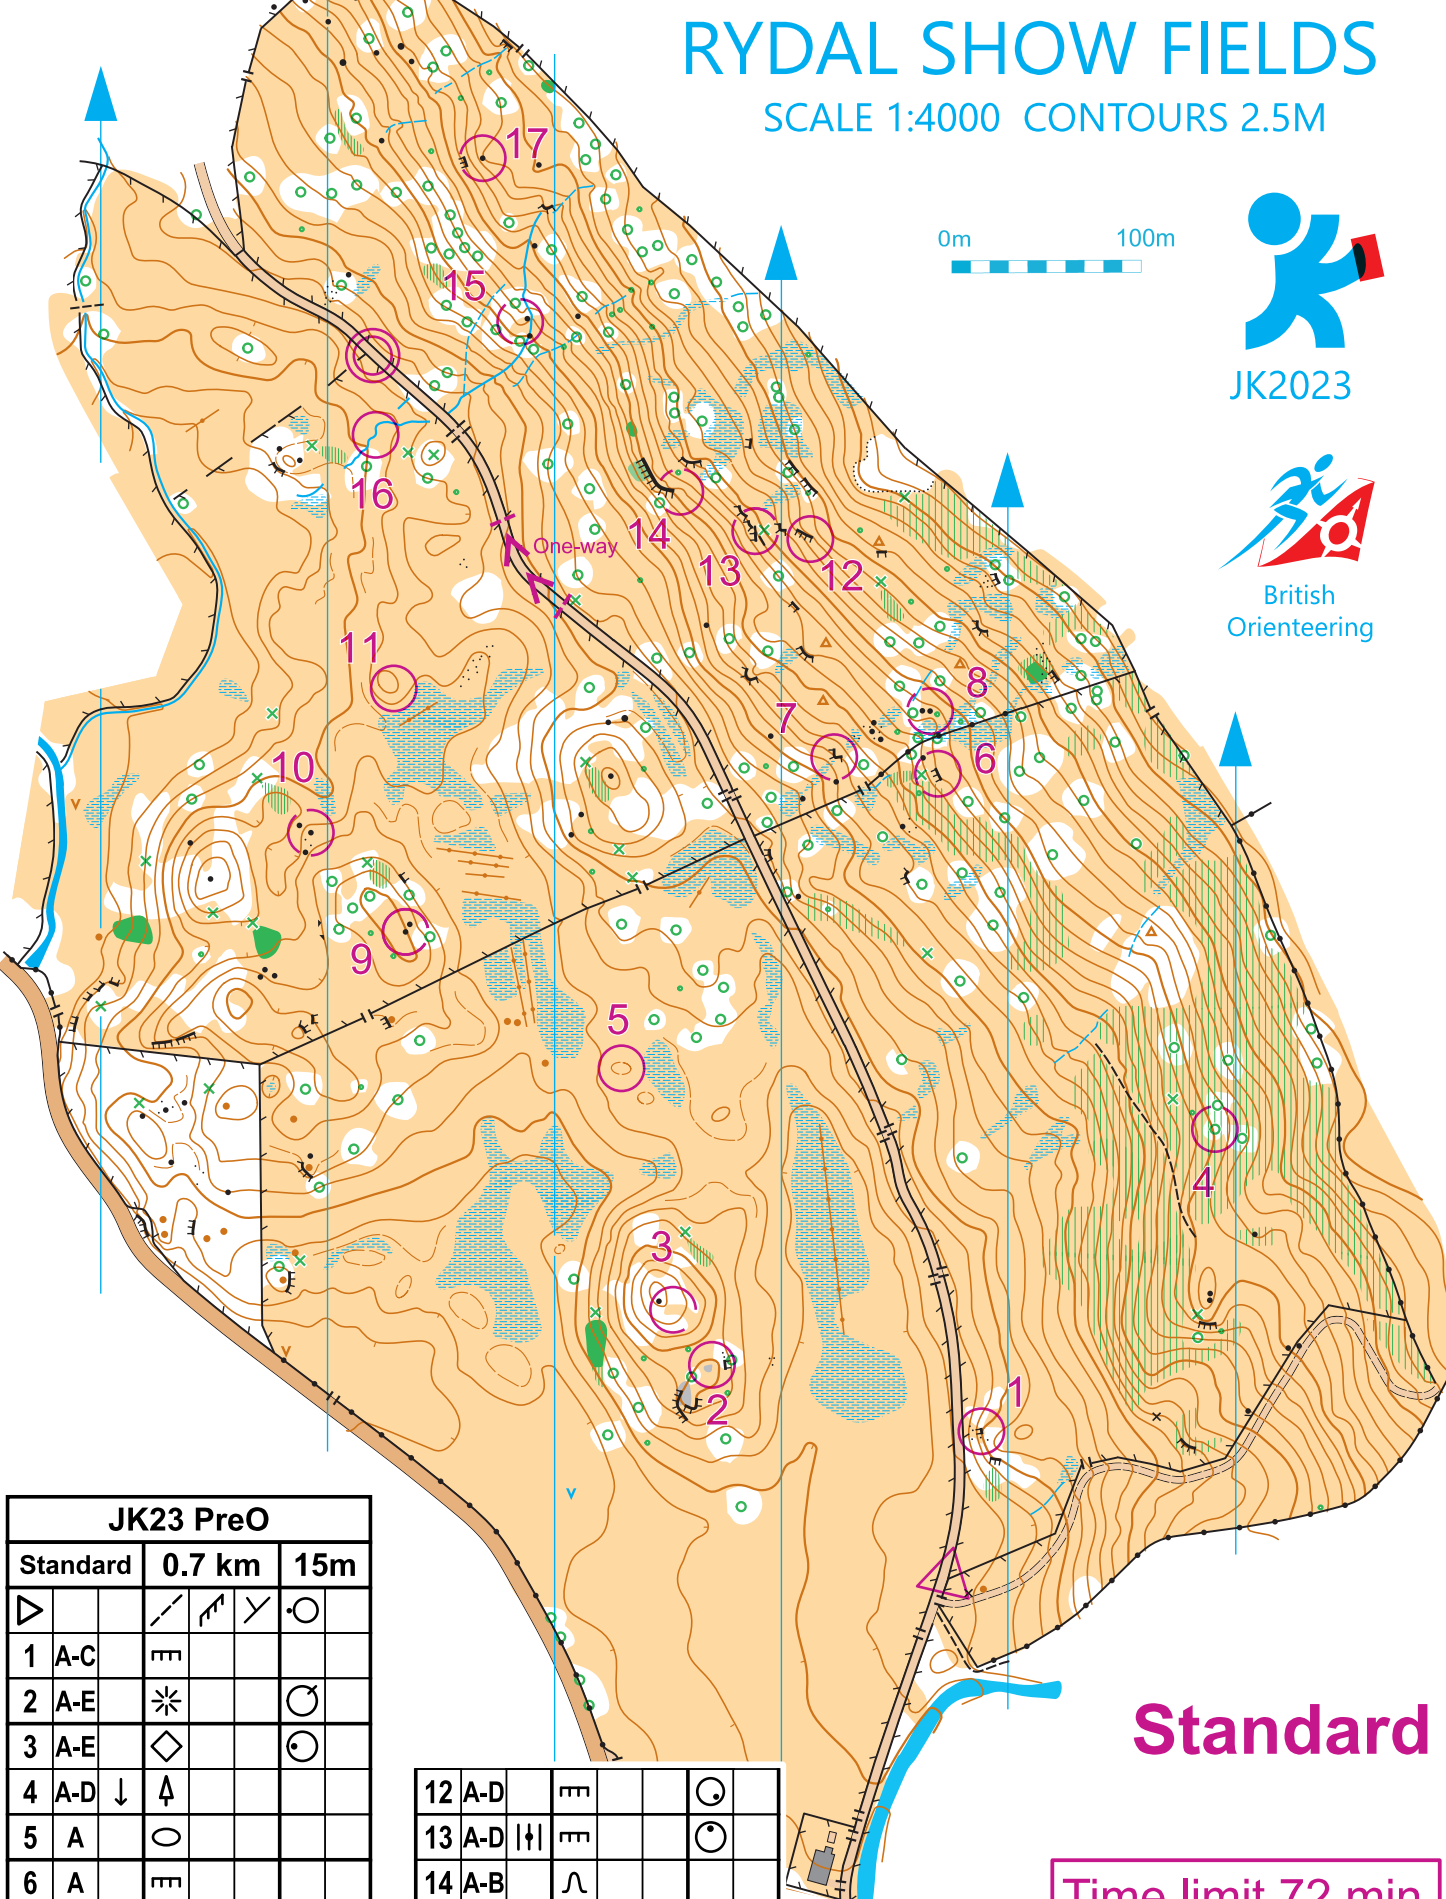 RYDAL SHOW FIELDS
SCALE 1:4000 CONTOURS 2.5M
0m 100m
JK2023
British
Orienteering
17
15
16
One-way
14
13
12
11
8
7
6
10
9
5
4
3
2
1
JK23 PreO
Standard 0.7 km 15m
1 A-C
2 A-E
3 A-E
4 A-D
5 A
6 A
12 A-D
13 A-D
14 A-B
Standard
Time limit 72 min